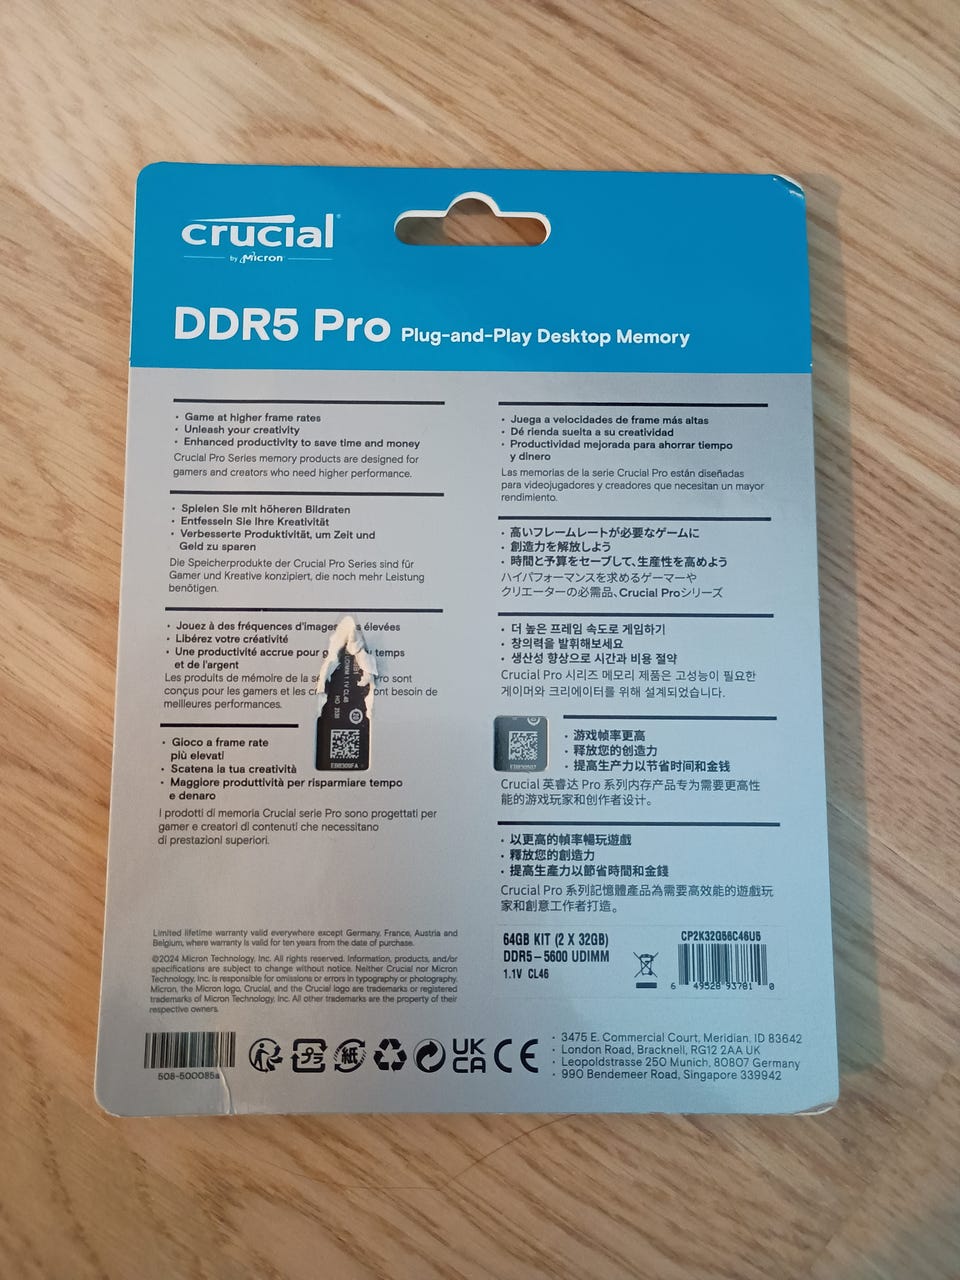 crucial
by Micron
DDR5 Pro Plug-and-Play Desktop Memory
· Game at higher frame rates
· Unleash your creativity
· Enhanced productivity to save time and money
Crucial Pro Series memory products are designed for
gamers and creators who need higher performance.
· Spielen Sie mit höheren Bildraten
· Entfesseln Sie Ihre Kreativität
· Verbesserte Produktivität, um Zeit und
Geld zu sparen
Die Speicherprodukte der Crucial Pro Series sind für
Gamer und Kreative konzipiert, die noch mehr Leistung
benötigen.
· Jouez à des fréquences d'image élevées
· Libérez votre créativité
· Une productivité accrue pour temps
et de l'argent
Les produits de mémoire de la Pro sont
conçus pour les gamers et les ont besoin de
meilleures performances.
· Gioco a frame rate
più elevati
· Scatena la tua creatività
· Maggiore produttività per risparmiare tempo
e denaro
I prodotti di memoria Crucial serie Pro sono progettati per
gamer e creatori di contenuti che necessitano
di prestazioni superiori.
1.1V CL46
EB8309FA
· Juega a velocidades de frame más altas
· Dé rienda suelta a su creatividad
· Productividad mejorada para ahorrar tiempo
y dinero
Las memorias de la serie Crucial Pro están diseñadas
para videojugadores y creadores que necesitan un mayor
rendimiento.
· 高いフレームレートが必要なゲームに
· 創造力を解放しよう
· 時間と予算をセーブして、生産性を高めよう
ハイパフォーマンスを求めるゲーマーや
クリエーターの必需品、Crucial Proシリーズ
· 더 높은 프레임 속도로 게임하기
· 창의력을 발휘해보세요
· 생산성 향상으로 시간과 비용 절약
Crucial Pro 시리즈 메모리 제품은 고성능이 필요한
게이머와 크리에이터를 위해 설계되었습니다.
· 游戏帧率更高
· 释放您的创造力
· 提高生产力以节省时间和金钱
Crucial 英睿达 Pro 系列内存产品专为需要更高性
能的游戏玩家和创作者设计。
· 以更高的幀率暢玩遊戲
· 釋放您的創造力
· 提高生產力以節省時間和金錢
Crucial Pro 系列記憶體產品為需要高效能的遊戲玩
家和創意工作者打造。
Limited lifetime warranty valid everywhere except Germany, France, Austria and
Belgium, where warranty is valid for ten years from the date of purchase.
©2024 Micron Technology, Inc. All rights reserved. Information, products, and/or
specifications are subject to change without notice. Neither Crucial nor Micron
Technology, Inc. is responsible for omissions or errors in typography or photography.
Micron, the Micron logo, Crucial, and the Crucial logo are trademarks or registered
trademarks of Micron Technology, Inc. All other trademarks are the property of their
respective owners.
64GB KIT (2 X 32GB)
DDR5-5600 UDIMM
1.1V CL46
CP2K32G56C46U5
6 49528 93781 0
508-500085a
紙
UK
CA
CE
· 3475 E. Commercial Court, Meridian, ID 83642
· London Road, Bracknell, RG12 2AA UK
· Leopoldstrasse 250 Munich, 80807 Germany
· 990 Bendemeer Road, Singapore 339942